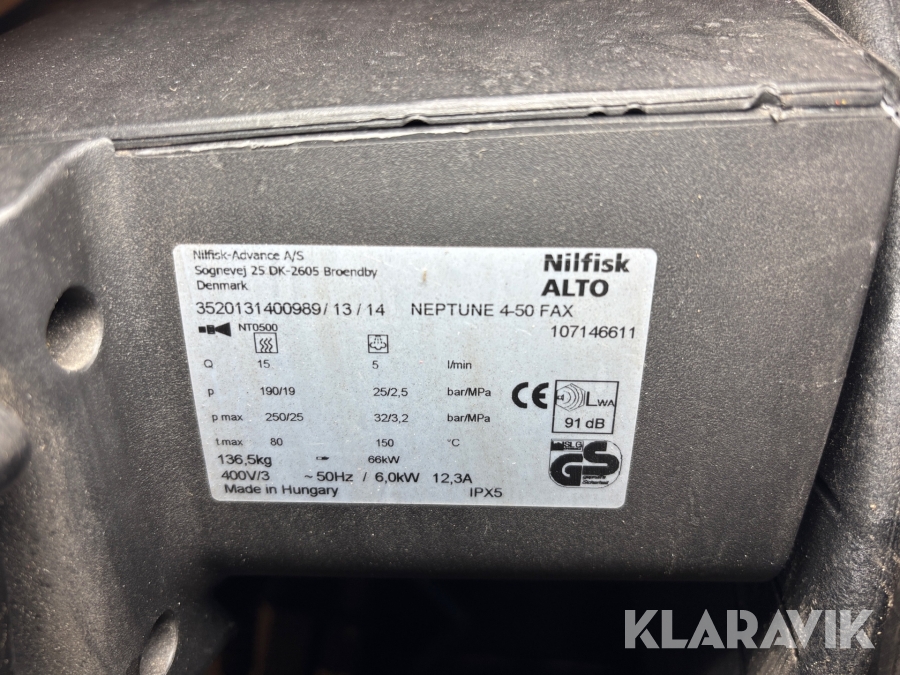 Nilfisk-Advance A/S
Sognevej 25 DK-2605 Broendby
Denmark
Nilfisk
ALTO
3520131400989/ 13 / 14 NEPTUNE 4-50 FAX
107146611
NT0500
Q 15 5 l/min
p 190/19 25/2,5 bar/MPa
p max 250/25 32/3,2 bar/MPa
t.max 80 150 °C
CE
LWA
91 dB
SLG
GS
136,5kg 66kW
400V/3 ~50Hz / 6,0kW 12,3A
Made in Hungary IPX5
KLARAVIK